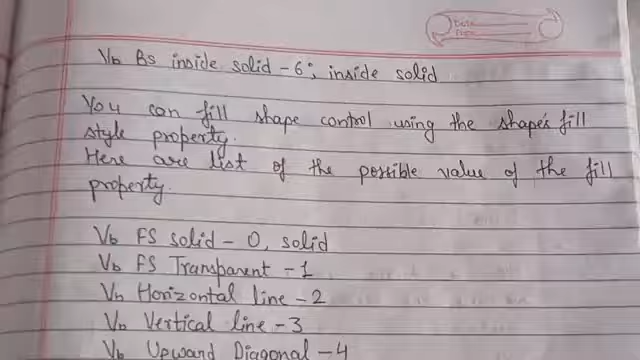 Date
Vb Bs inside solid - 6; inside solid
You can fill shape control using the shape's fill
style property.
Here are list of the possible value of the fill
property.
Vb FS solid - 0, solid
Vb FS Transparent - 1
Vb Horizontal line - 2
Vb Vertical line - 3
Vb Upward Diagonal - 4